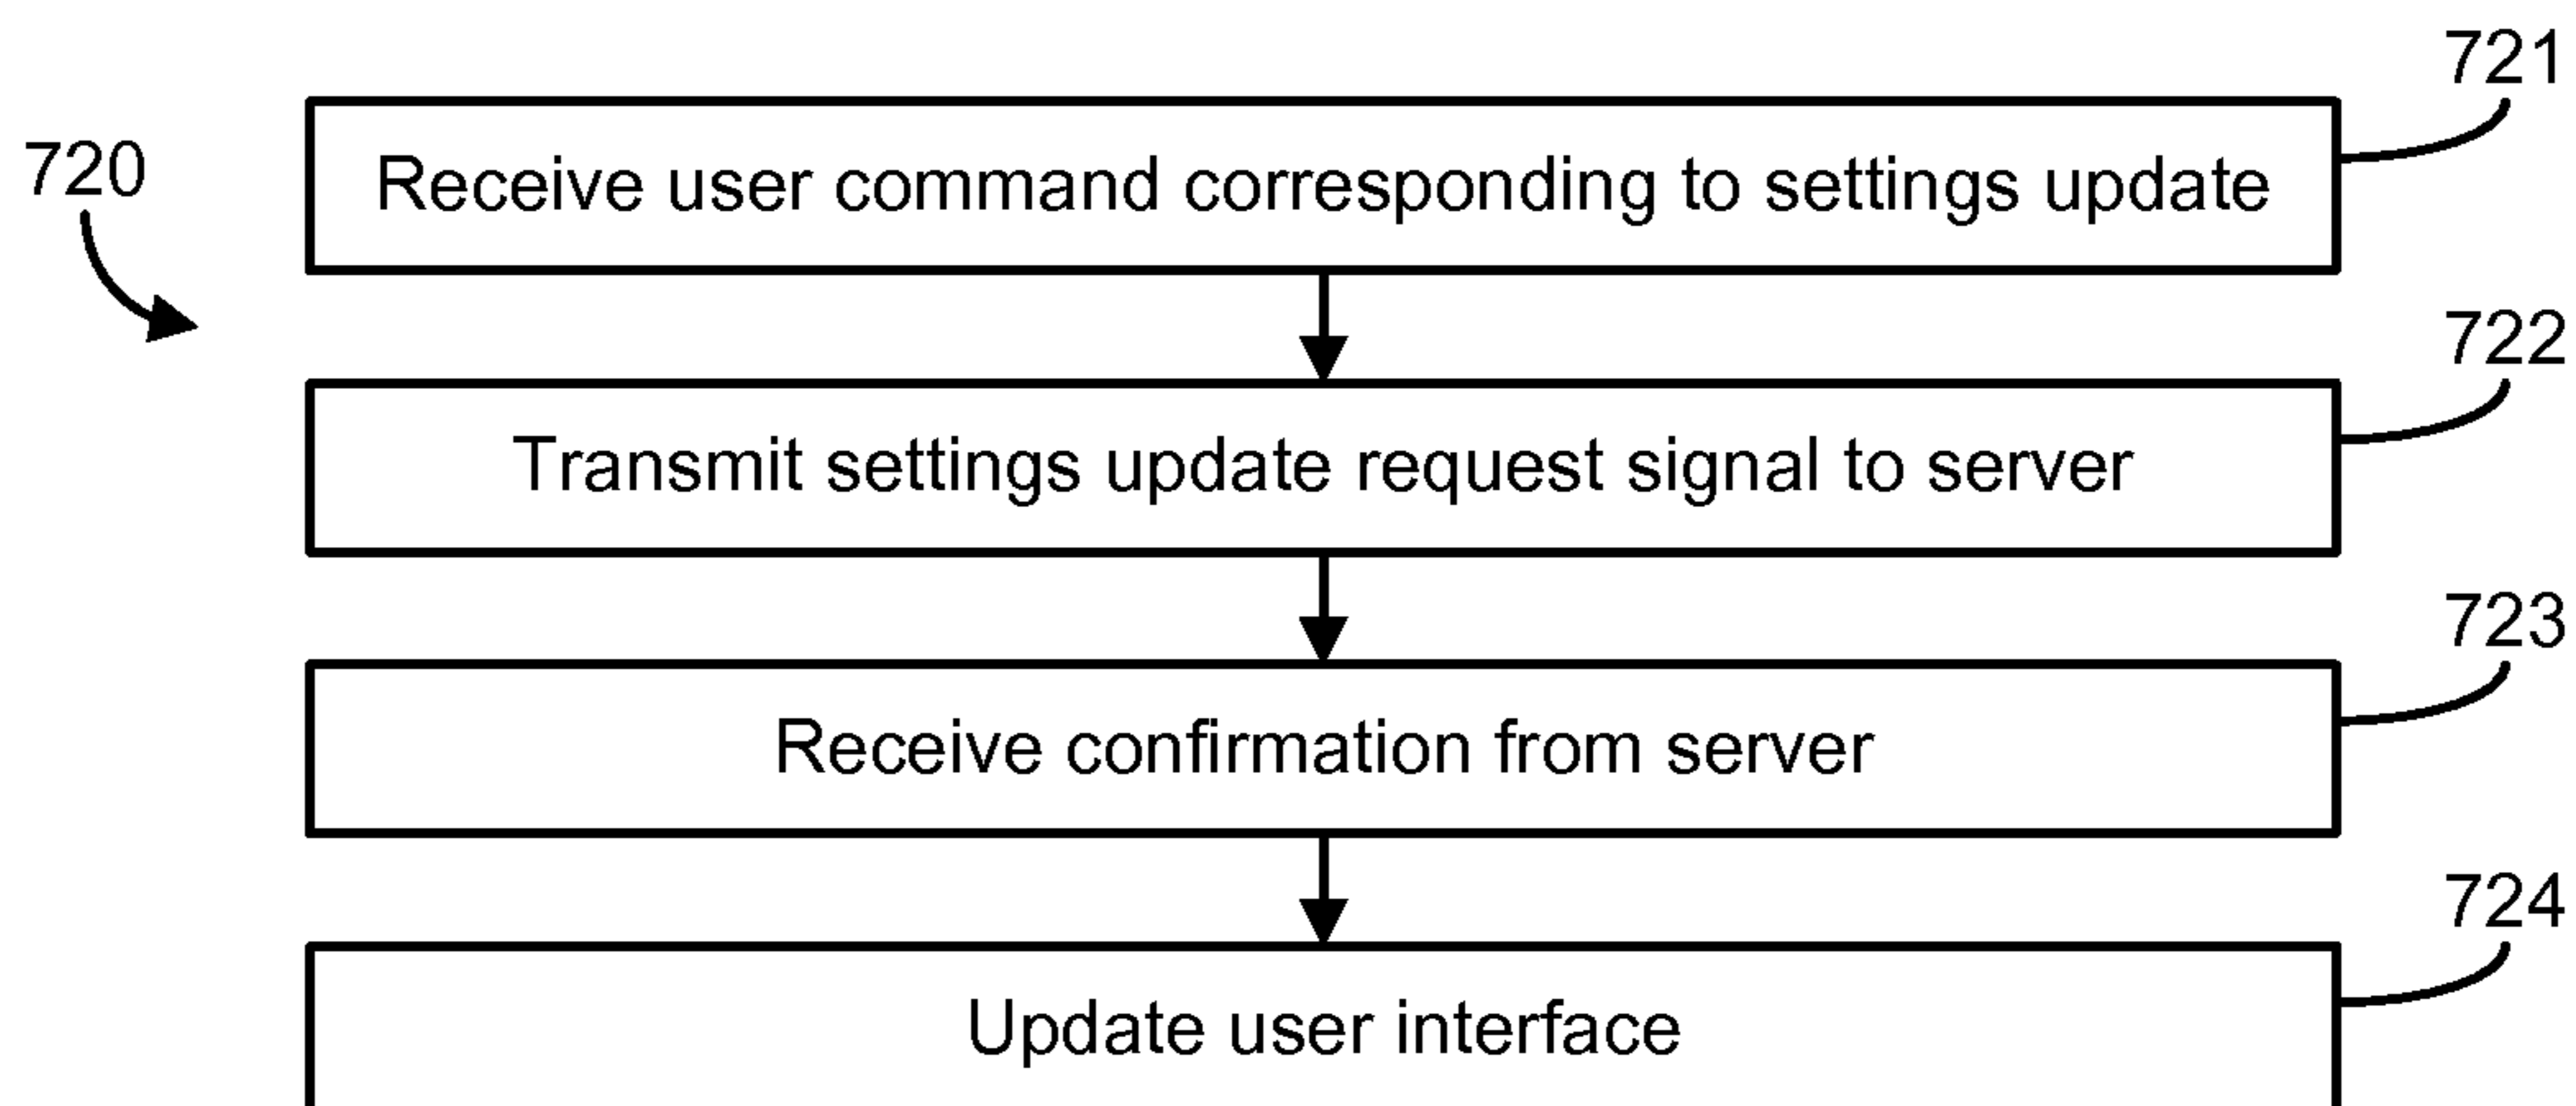 721
720
Receive user command corresponding to settings update
722
Transmit settings update request signal to server
723
Receive confirmation from server
724
Update user interface